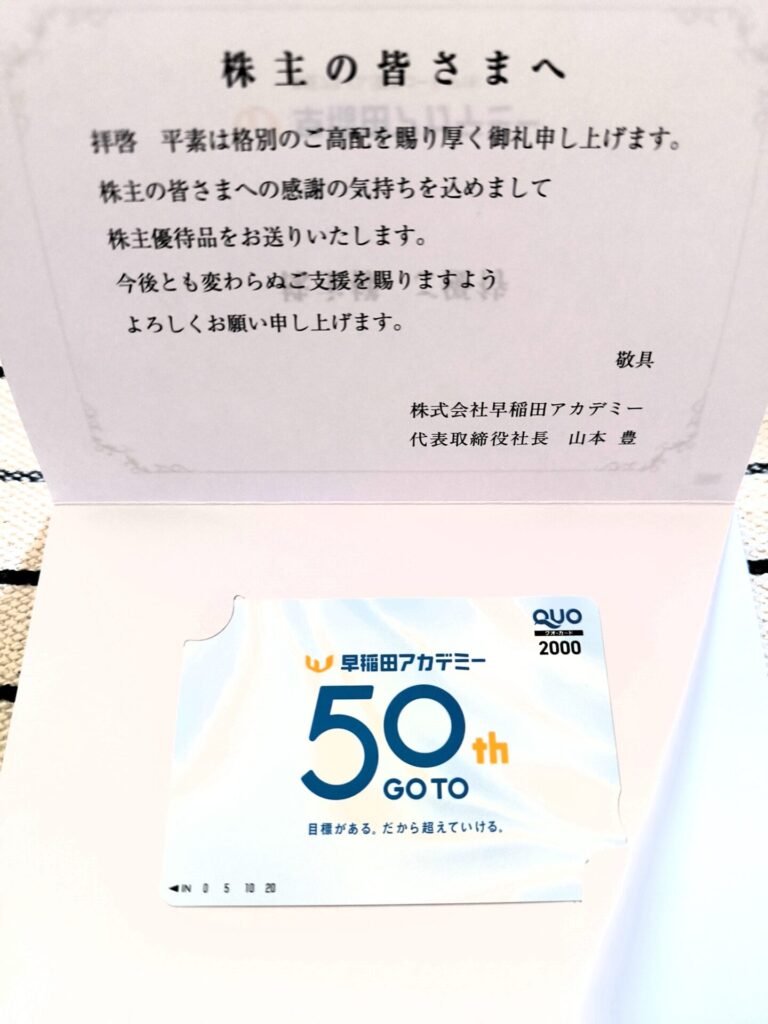 株主の皆さまへ
拝啓　平素は格別のご高配を賜り厚く御礼申し上げます。
株主の皆さまへの感謝の気持ちを込めまして
株主優待品をお送りいたします。
今後とも変わらぬご支援を賜りますよう
よろしくお願い申し上げます。
敬具
株式会社早稲田アカデミー
代表取締役社長　山本 豊
QUO
クオ・カード
2000
早稲田アカデミー
50th
GO TO
目標がある。だから超えていける。
◀IN 0 5 10 20